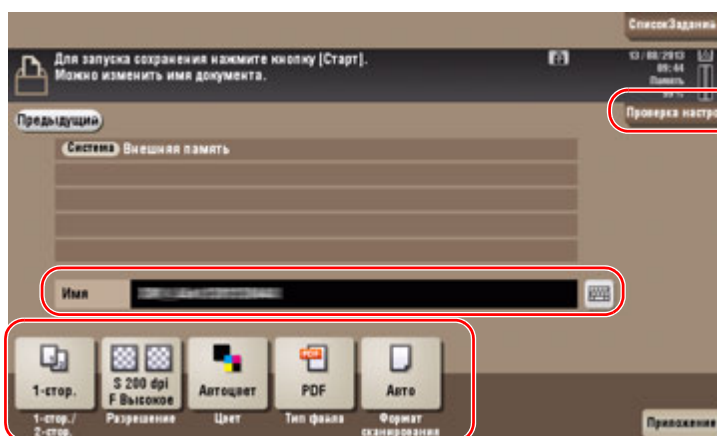 СписокЗаданий
Для запуска сохранения нажмите кнопку [Старт].
Можно изменить имя документа.
13/08/2013
09:44
Память
99%
Проверка настро
Предыдущий
Система Внешняя память
Имя
1-стор.
S 200 dpi
F Высокое
Автоцвет
PDF
PDF
Авто
1-стор./
2-стор.
Разрешение
Цвет
Тип файла
Формат
сканирования
Приложение